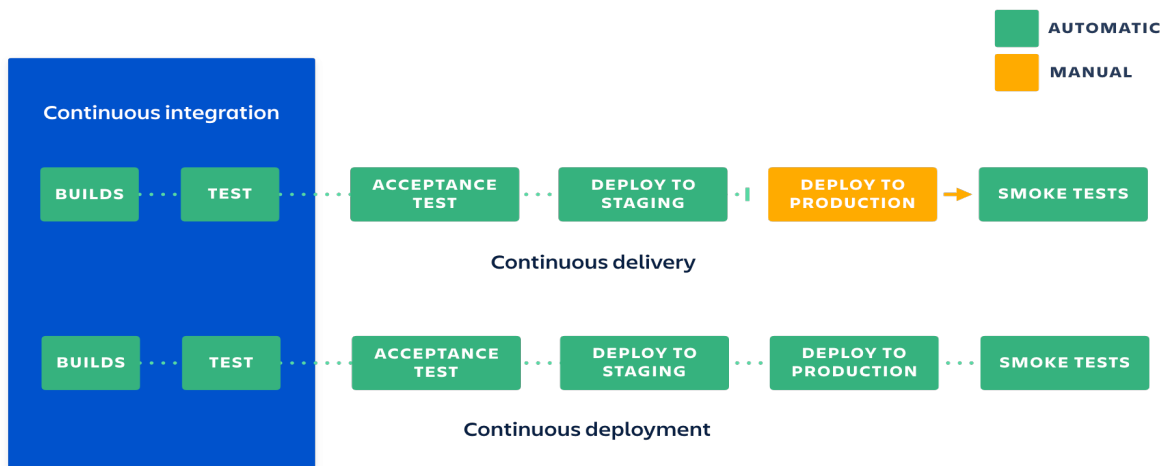 AUTOMATIC
MANUAL
Continuous integration
BUILDS
TEST
ACCEPTANCE
TEST
DEPLOY TO
STAGING
DEPLOY TO
PRODUCTION
SMOKE TESTS
Continuous delivery
BUILDS
TEST
ACCEPTANCE
TEST
DEPLOY TO
STAGING
DEPLOY TO
PRODUCTION
SMOKE TESTS
Continuous deployment